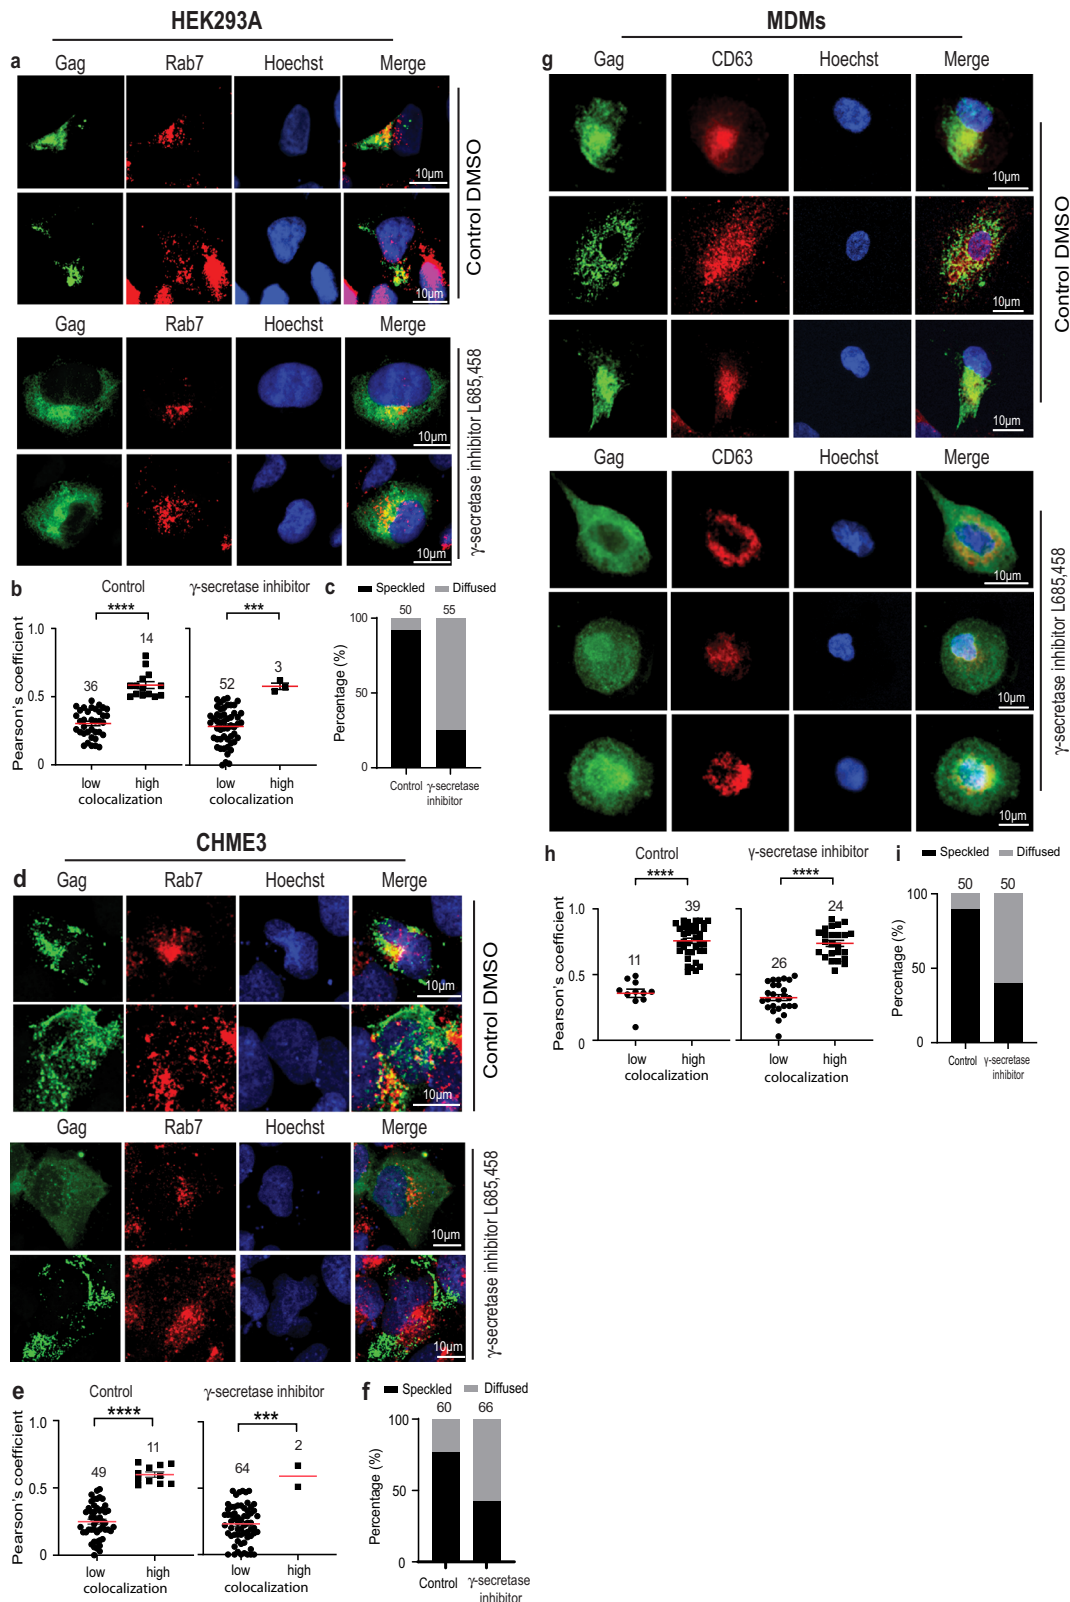 HEK293A
a
Gag Rab7 Hoechst Merge
10µm
10µm
Control DMSO
Gag Rab7 Hoechst Merge
10µm
10µm
γ-secretase inhibitor L685,458
b
Control γ-secretase inhibitor
**** ***
Pearson's coefficient
1.0
0.5
0
36 14 52 3
low high low high
colocalization colocalization
c
Speckled Diffused
50 55
Percentage (%)
100
50
0
Control γ-secretase
inhibitor
CHME3
d
Gag Rab7 Hoechst Merge
10µm
10µm
Control DMSO
Gag Rab7 Hoechst Merge
10µm
10µm
γ-secretase inhibitor L685,458
e
Control γ-secretase inhibitor
**** ***
Pearson's coefficient
1.0
0.5
0
49 11 64 2
low high low high
colocalization colocalization
f
Speckled Diffused
60 66
Percentage (%)
100
50
0
Control γ-secretase
inhibitor
MDMs
g
Gag CD63 Hoechst Merge
10µm
10µm
10µm
Control DMSO
Gag CD63 Hoechst Merge
10µm
10µm
10µm
γ-secretase inhibitor L685,458
h
Control γ-secretase inhibitor
**** ****
Pearson's coefficient
1.0
0.5
0
11 39 26 24
low high low high
colocalization colocalization
i
Speckled Diffused
50 50
Percentage (%)
100
50
0
Control γ-secretase
inhibitor